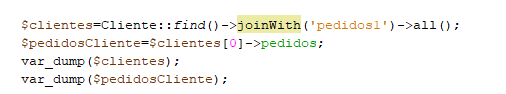 $clientes=Cliente::find()->joinWith('pedidos1')->all();
$pedidosCliente=$clientes[0]->pedidos;
var_dump($clientes);
var_dump($pedidosCliente);